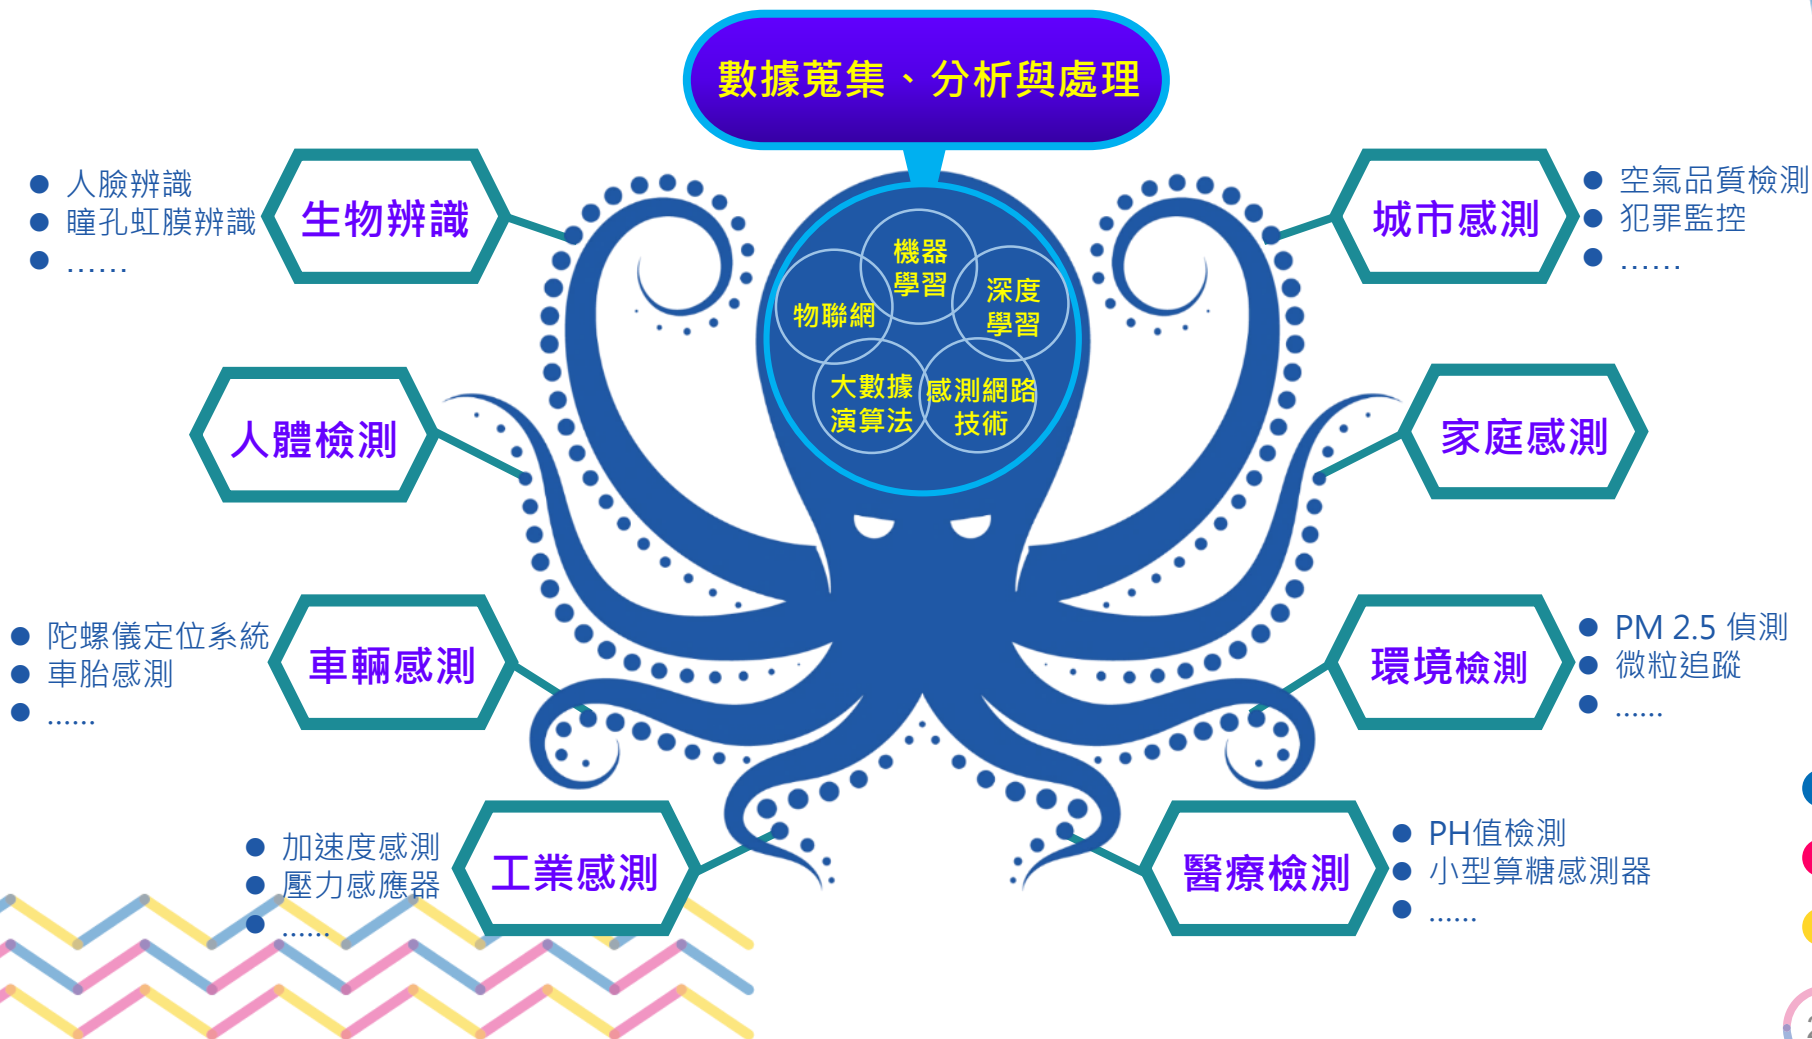 數據蒐集、分析與處理
生物辨識
● 人臉辨識
● 瞳孔虹膜辨識
● ……
城市感測
● 空氣品質檢測
● 犯罪監控
● ……
機器
學習
物聯網
深度
學習
大數據
演算法
感測網路
技術
人體檢測
家庭感測
車輛感測
● 陀螺儀定位系統
● 車胎感測
● ……
環境檢測
● PM 2.5 偵測
● 微粒追蹤
● ……
工業感測
● 加速度感測
● 壓力感應器
● ……
醫療檢測
● PH值檢測
● 小型算糖感測器
● ……